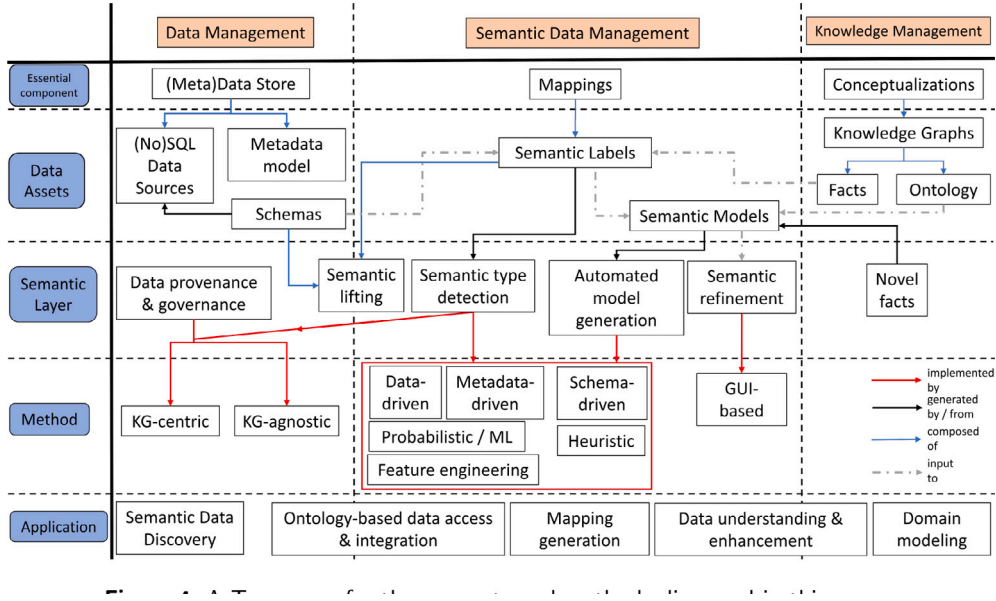 Data Management
Semantic Data Management
Knowledge Management
Essential
component
(Meta)Data Store
Mappings
Conceptualizations
Data
Assets
(No)SQL
Data
Sources
Metadata
model
Semantic Labels
Knowledge Graphs
Facts
Ontology
Schemas
Semantic Models
Semantic
Layer
Data provenance
& governance
Semantic
lifting
Semantic type
detection
Automated
model
generation
Semantic
refinement
Novel
facts
Method
KG-centric
KG-agnostic
Data-
driven
Metadata-
driven
Schema-
driven
Probabilistic / ML
Heuristic
Feature engineering
GUI-
based
implemented
by
generated
by / from
composed
of
input
to
Application
Semantic Data
Discovery
Ontology-based data access
& integration
Mapping
generation
Data understanding &
enhancement
Domain
modeling